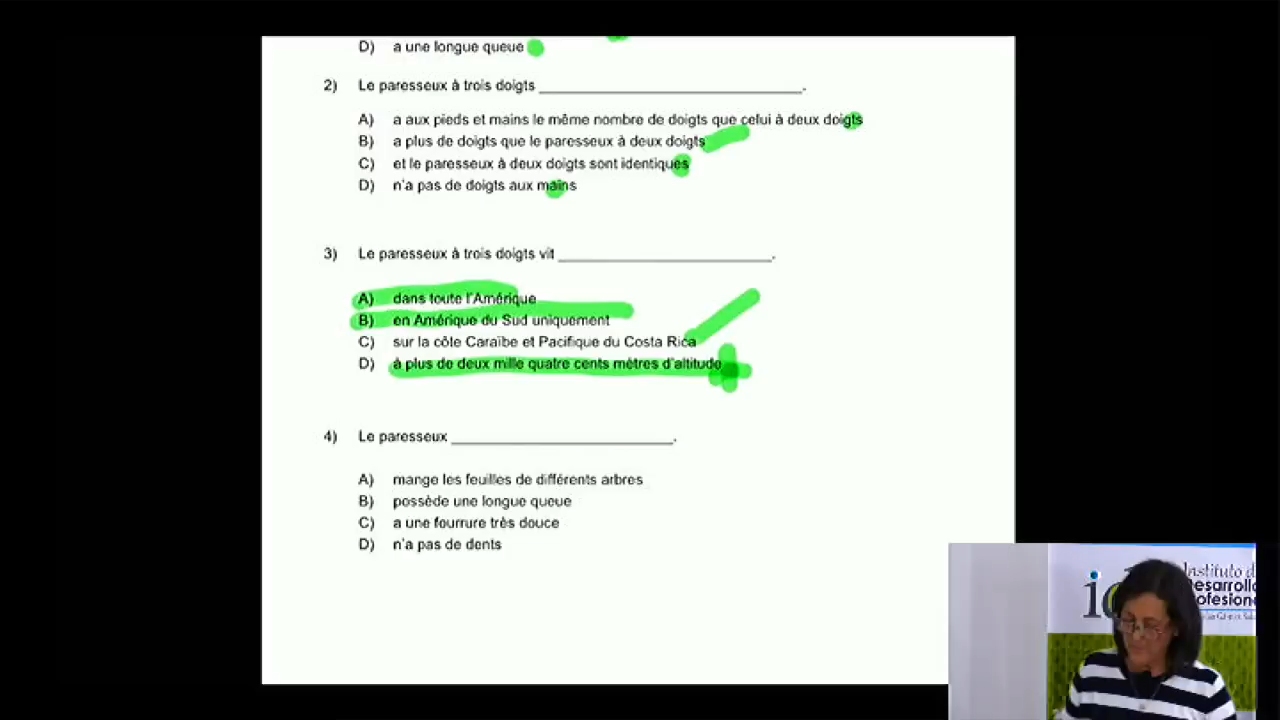 D) a une longue queue
2) Le paresseux à trois doigts ________________________________.
A) a aux pieds et mains le même nombre de doigts que celui à deux doigts
B) a plus de doigts que le paresseux à deux doigts
C) et le paresseux à deux doigts sont identiques
D) n'a pas de doigts aux mains
3) Le paresseux à trois doigts vit __________________________.
A) dans toute l'Amérique
B) en Amérique du Sud uniquement
C) sur la côte Caraïbe et Pacifique du Costa Rica
D) à plus de deux mille quatre cents mètres d'altitude
4) Le paresseux ___________________________.
A) mange les feuilles de différents arbres
B) possède une longue queue
C) a une fourrure très douce
D) n'a pas de dents
Instituto d
esarroll
ofesion